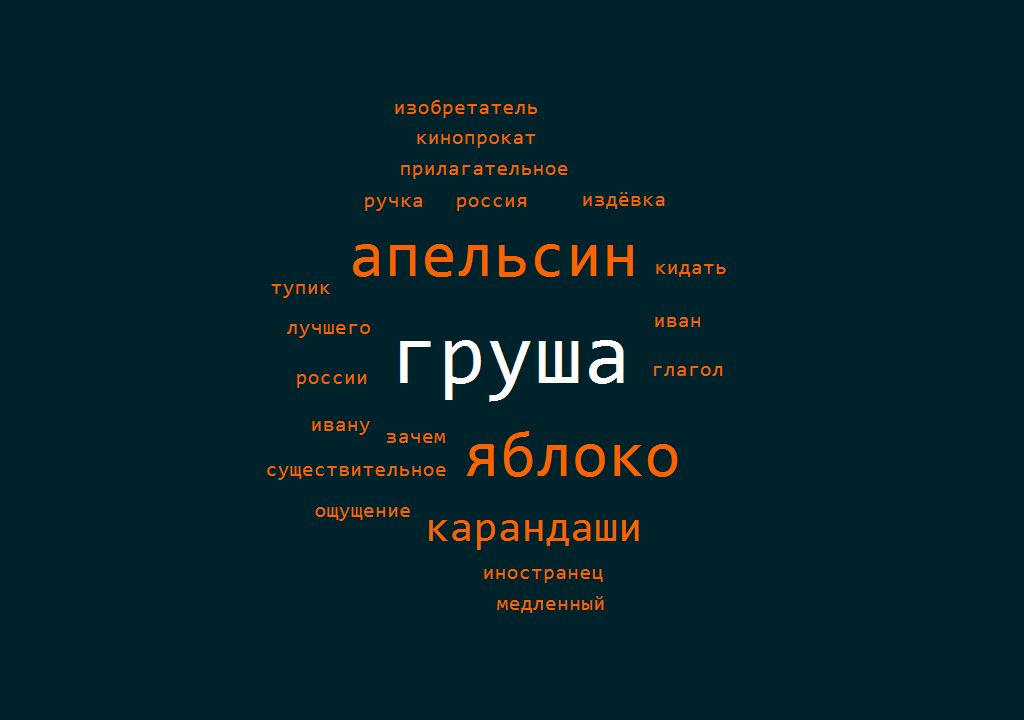 изобретатель
кинопрокат
прилагательное
ручка россия издёвка
апельсин
кидать
тупик
иван
лучшего
груша
глагол
россии
ивану
зачем
яблоко
существительное
ощущение
карандаши
иностранец
медленный